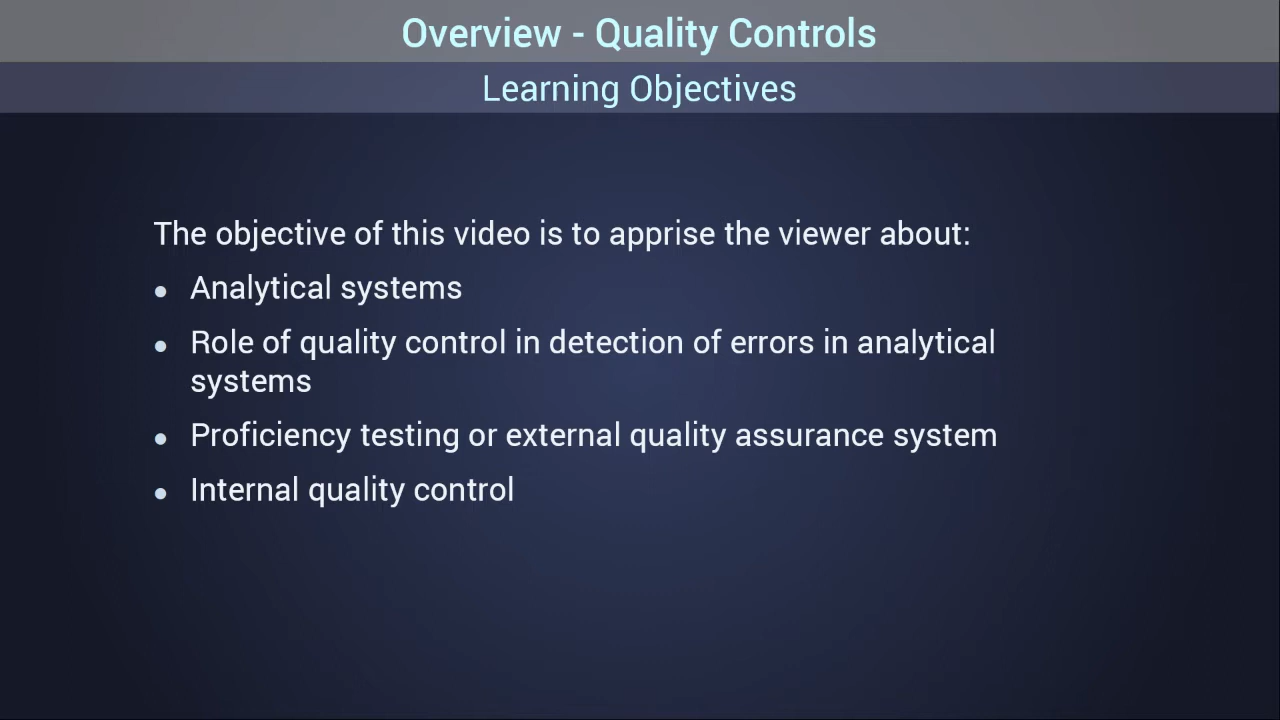 Overview - Quality Controls
Learning Objectives
The objective of this video is to apprise the viewer about:
● Analytical systems
● Role of quality control in detection of errors in analytical
systems
● Proficiency testing or external quality assurance system
● Internal quality control